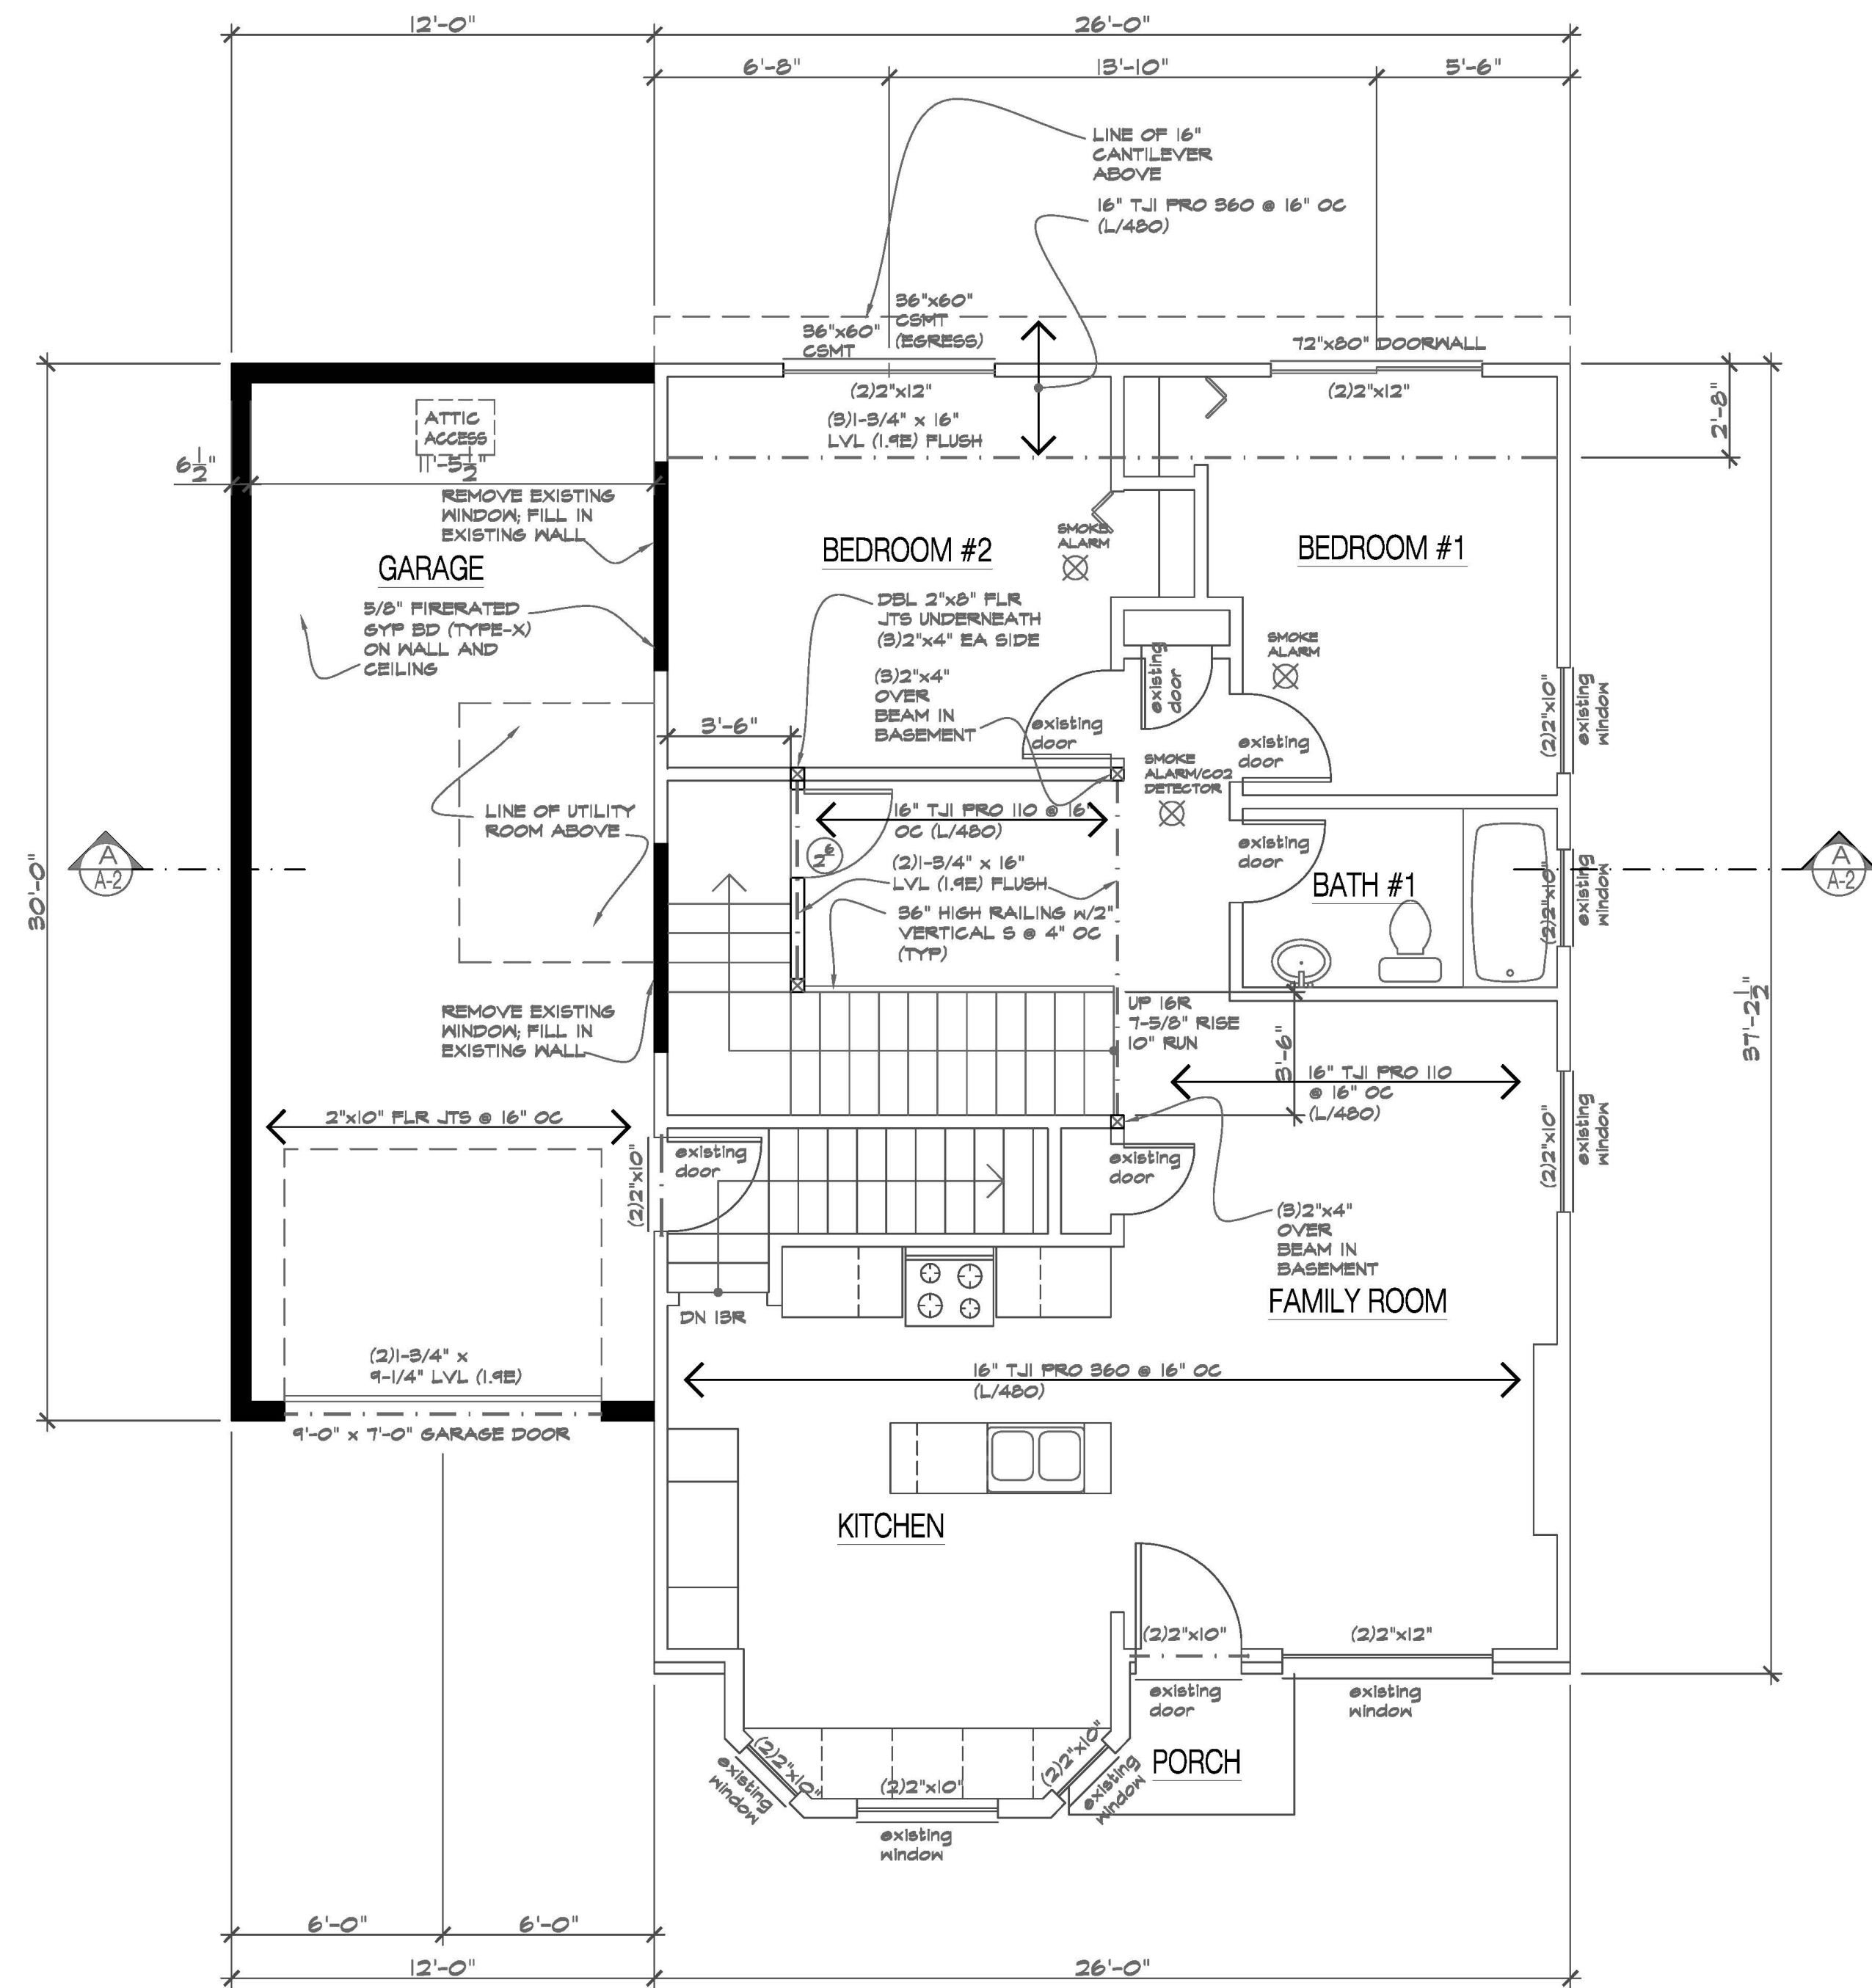 12'-0"
26'-0"
6'-8"
13'-10"
5'-6"
LINE OF 16"
CANTILEVER
ABOVE
16" TJI PRO 360 @ 16" OC
(L/480)
36"x60"
CSMT
(EGRESS)
36"x60"
CSMT
72"x80" DOORWALL
(2)2"x12"
(2)2"x12"
(3)1-3/4" x 16"
LVL (1.9E) FLUSH
2'-8"
ATTIC
ACCESS
6 1/2"
11'-5 1/2"
REMOVE EXISTING
WINDOW; FILL IN
EXISTING WALL
SMOKE
ALARM
BEDROOM #2
BEDROOM #1
GARAGE
5/8" FIRERATED
GYP BD (TYPE-X)
ON WALL AND
CEILING
DBL 2"x8" FLR
JTS UNDERNEATH
(3)2"x4" EA SIDE
SMOKE
ALARM
existing
door
(3)2"x4"
OVER
BEAM IN
BASEMENT
(2)2"x10"
existing
window
3'-6"
existing
door
existing
door
SMOKE
ALARM/CO2
DETECTOR
LINE OF UTILITY
ROOM ABOVE
16" TJI PRO 110 @ 16"
OC (L/480)
existing
door
2 6
(2)1-3/4" x 16"
LVL (1.9E) FLUSH
BATH #1
(2)2"x10"
existing
window
A
A-2
A
A-2
30'-0"
36" HIGH RAILING W/2"
VERTICAL S @ 4" OC
(TYP)
REMOVE EXISTING
WINDOW; FILL IN
EXISTING WALL
UP 16R
7-5/8" RISE
10" RUN
3'-6"
37'-2 1/2"
16" TJI PRO 110
@ 16" OC
(L/480)
2"x10" FLR JTS @ 16" OC
(2)2"x10"
existing
window
(2)2"x10"
existing
door
existing
door
(3)2"x4"
OVER
BEAM IN
BASEMENT
FAMILY ROOM
DN 13R
(2)1-3/4" x
9-1/4" LVL (1.9E)
16" TJI PRO 360 @ 16" OC
(L/480)
9'-0" x 7'-0" GARAGE DOOR
KITCHEN
(2)2"x10"
(2)2"x12"
existing
door
existing
window
(2)2"x10"
existing
window
(2)2"x10"
existing
window
(2)2"x10"
existing
window
PORCH
6'-0"
6'-0"
12'-0"
26'-0"